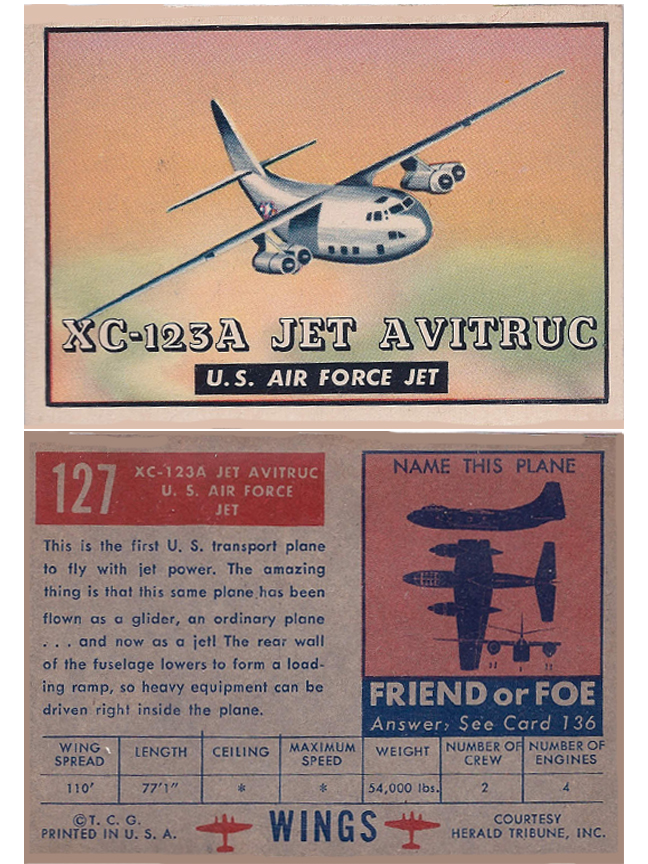 XC-123A JET AVITRUC
U.S. AIR FORCE JET
127
XC-123A JET AVITRUC
U. S. AIR FORCE
JET
This is the first U. S. transport plane
to fly with jet power. The amazing
thing is that this same plane has been
flown as a glider, an ordinary plane
. . . and now as a jet! The rear wall
of the fuselage lowers to form a load-
ing ramp, so heavy equipment can be
driven right inside the plane.
NAME THIS PLANE
FRIEND or FOE
Answer, See Card 136
WING SPREAD LENGTH CEILING MAXIMUM SPEED WEIGHT NUMBER OF CREW NUMBER OF ENGINES
110' 77'1" * * 54,000 lbs. 2 4
©T. C. G.
PRINTED IN U. S. A.
WINGS
COURTESY
HERALD TRIBUNE, INC.